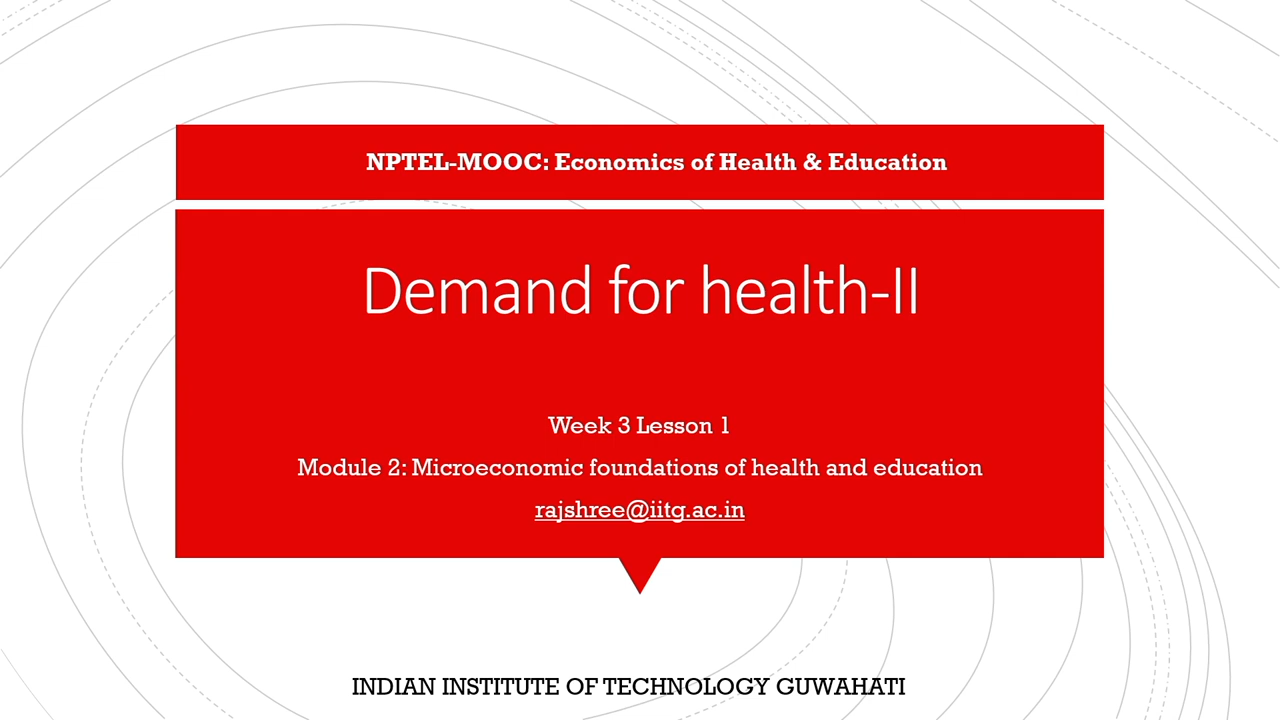 NPTEL-MOOC: Economics of Health & Education
Demand for health-II
Week 3 Lesson 1
Module 2: Microeconomic foundations of health and education
rajshree@iitg.ac.in
INDIAN INSTITUTE OF TECHNOLOGY GUWAHATI